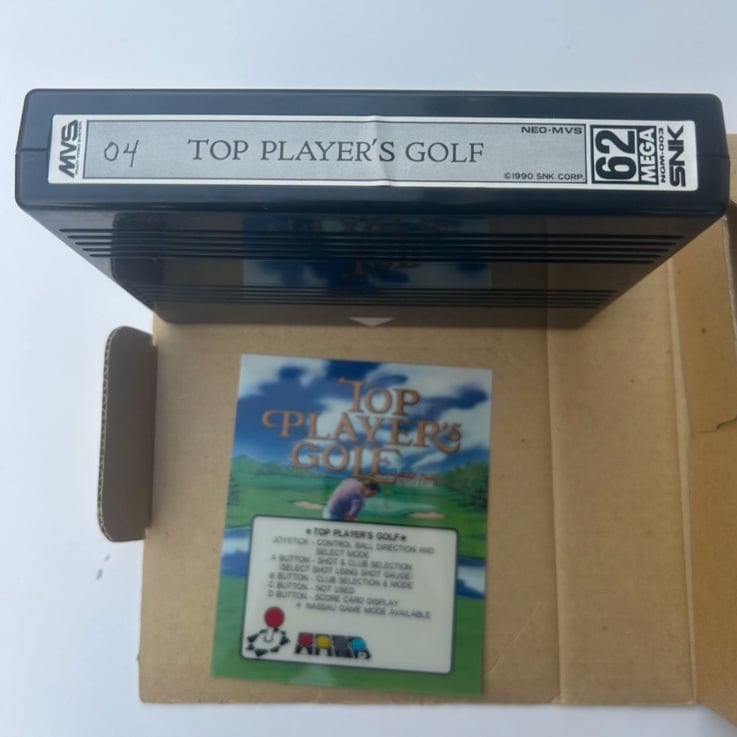 MVS
04
TOP PLAYER'S GOLF
NEO•MVS
©1990 SNK CORP.
62
MEGA
NGM-003
SNK
TOP
PLAYER'S
GOLF
★TOP PLAYER'S GOLF★
JOYSTICK - CONTROL BALL DIRECTION AND
SELECT MODE
A BUTTON - SHOT & CLUB SELECTION
(SELECT SHOT USING SHOT GAUGE)
B BUTTON - CLUB SELECTION & MODE
C BUTTON - NOT USED
D BUTTON - SCORE CARD DISPLAY
* NASSAU GAME MODE AVAILABLE